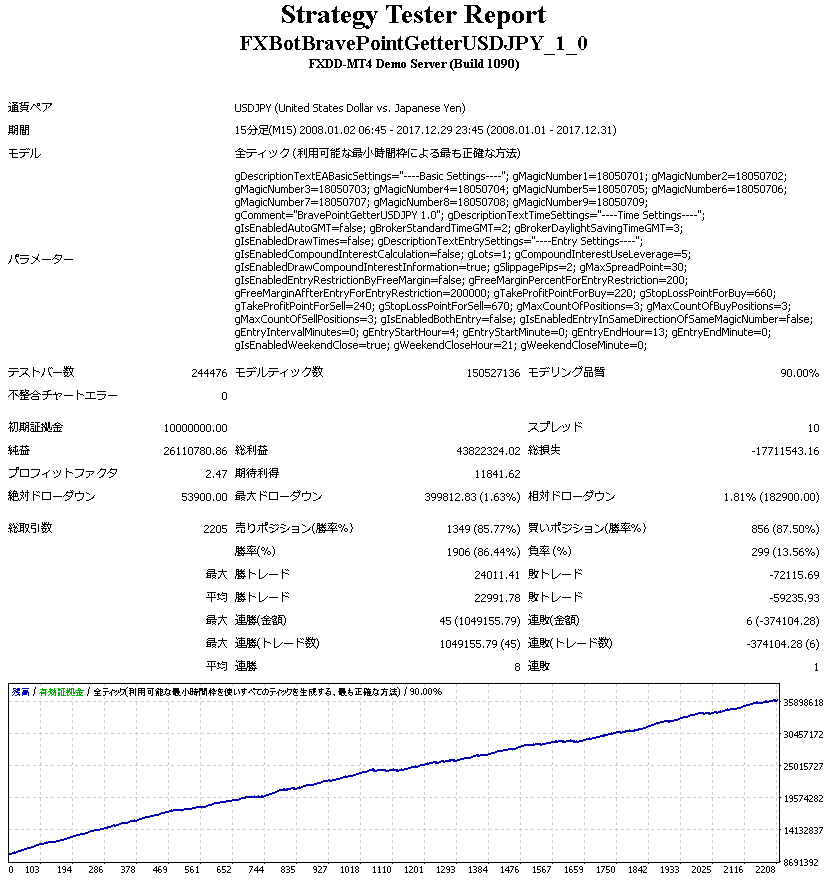 Strategy Tester Report
FXBotBravePointGetterUSDJPY_1_0
FXDD-MT4 Demo Server (Build 1090)
通貨ペア USDJPY (United States Dollar vs. Japanese Yen)
期間 15分足(M15) 2008.01.02 06:45 - 2017.12.29 23:45 (2008.01.01 - 2017.12.31)
モデル 全ティック (利用可能な最小時間枠による最も正確な方法)
パラメーター
gDescriptionTextEABasicSettings="----Basic Settings----"; gMagicNumber1=18050701; gMagicNumber2=18050702;
gMagicNumber3=18050703; gMagicNumber4=18050704; gMagicNumber5=18050705; gMagicNumber6=18050706;
gMagicNumber7=18050707; gMagicNumber8=18050708; gMagicNumber9=18050709;
gComment="BravePointGetterUSDJPY 1.0"; gDescriptionTextTimeSettings="----Time Settings----";
gIsEnabledAutoGMT=false; gBrokerStandardTimeGMT=2; gBrokerDaylightSavingTimeGMT=3;
gIsEnabledDrawTimes=false; gDescriptionTextEntrySettings="----Entry Settings----";
gIsEnabledCompoundInterestCalculation=false; gLots=1; gCompoundInterestUseLeverage=5;
gIsEnabledDrawCompoundInterestInformation=true; gSlippagePips=2; gMaxSpreadPoint=30;
gIsEnabledEntryRestrictionByFreeMargin=false; gFreeMarginPercentForEntryRestriction=200;
gFreeMarginAffterEntryForEntryRestriction=200000; gTakeProfitPointForBuy=220; gStopLossPointForBuy=660;
gTakeProfitPointForSell=240; gStopLossPointForSell=670; gMaxCountOfPositions=3; gMaxCountOfBuyPositions=3;
gMaxCountOfSellPositions=3; gIsEnabledBothEntry=false; gIsEnabledEntryInSameDirectionOfSameMagicNumber=false;
gEntryIntervalMinutes=0; gEntryStartHour=4; gEntryStartMinute=0; gEntryEndHour=13; gEntryEndMinute=0;
gIsEnabledWeekendClose=true; gWeekendCloseHour=21; gWeekendCloseMinute=0;
テストバー数 244476 モデルティック数 150527136 モデリング品質 90.00%
不整合チャートエラー 0
初期証拠金 10000000.00 スプレッド 10
純益 26110780.86 総利益 43822324.02 総損失 -17711543.16
プロフィットファクタ 2.47 期待利得 11841.62
絶対ドローダウン 53900.00 最大ドローダウン 399812.83 (1.63%) 相対ドローダウン 1.81% (182900.00)
総取引数 2205 売りポジション(勝率%) 1349 (85.77%) 買いポジション(勝率%) 856 (87.50%)
勝率(%) 1906 (86.44%) 負率 (%) 299 (13.56%)
最大 勝トレード 24011.41 敗トレード -72115.69
平均 勝トレード 22991.78 敗トレード -59235.93
最大 連勝(金額) 45 (1049155.79) 連敗(金額) 6 (-374104.28)
最大 連勝(トレード数) 1049155.79 (45) 連敗(トレード数) -374104.28 (6)
平均 連勝 8 連敗 1
残高 / 有効証拠金 / 全ティック(利用可能な最小時間枠を使いすべてのティックを生成する、最も正確な方法) / 90.00%
35898618
30457172
25015727
19574282
14132837
8691392
0 103 194 286 378 469 561 652 744 835 927 1018 1110 1201 1293 1384 1476 1567 1659 1750 1842 1933 2025 2116 2208